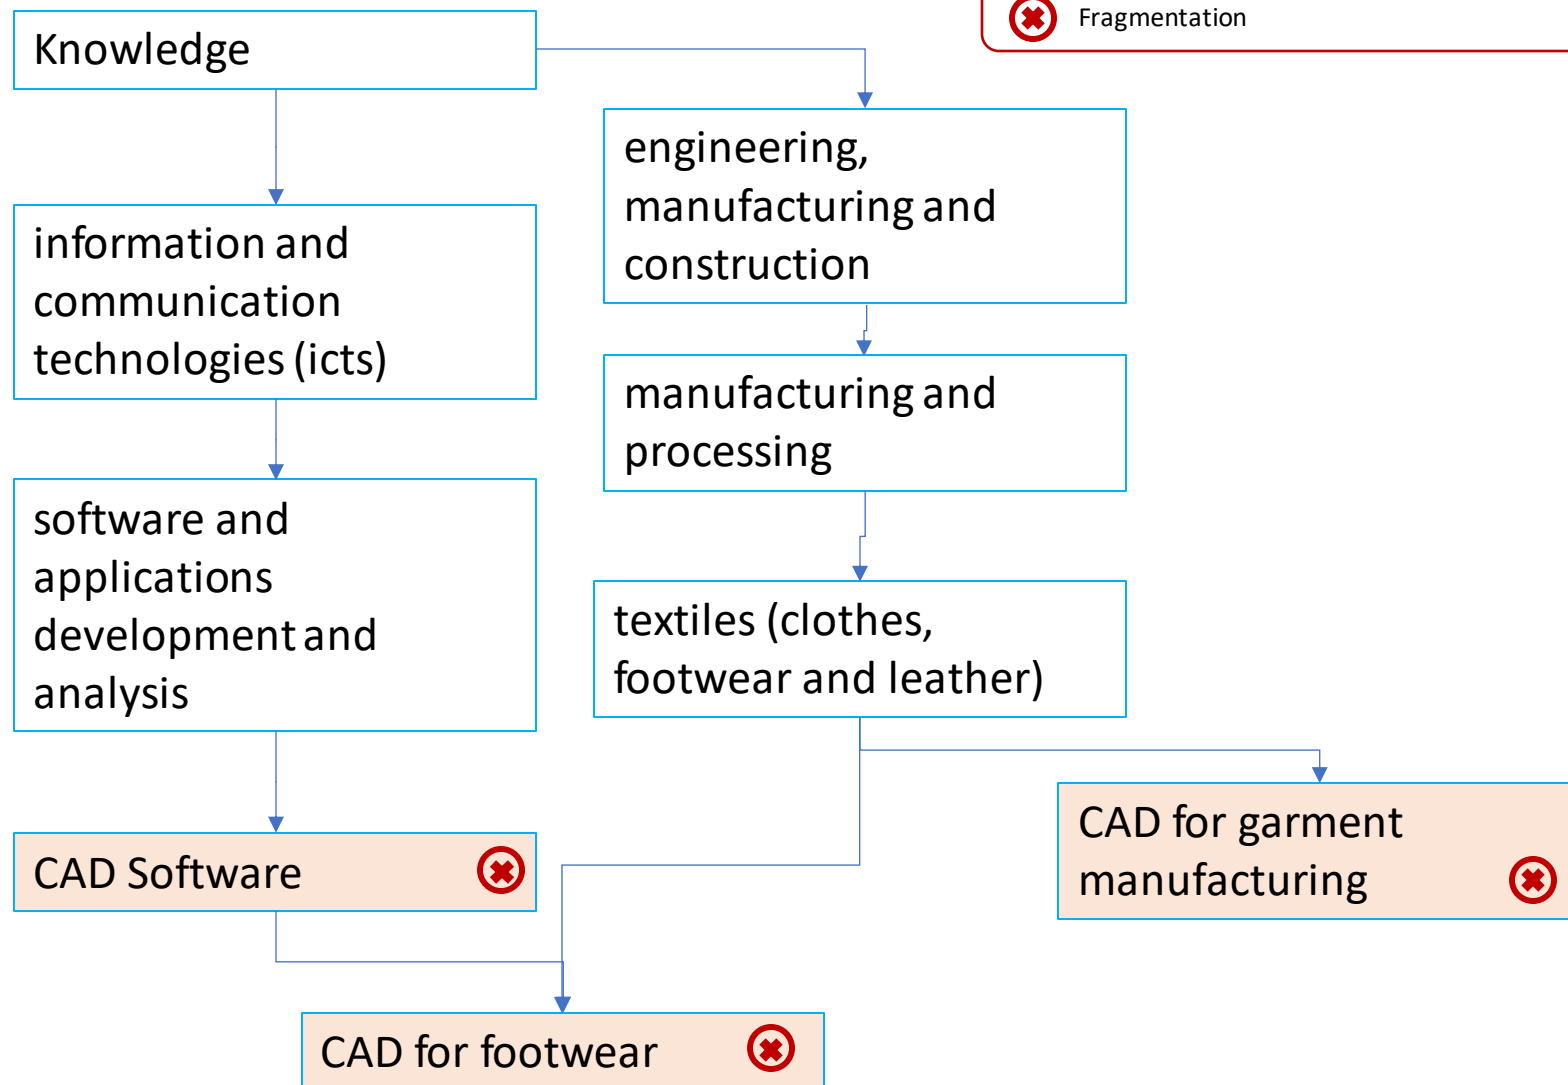 Fragmentation
Knowledge
engineering,
manufacturing and
construction
information and
communication
technologies (icts)
manufacturing and
processing
software and
applications
development and
analysis
textiles (clothes,
footwear and leather)
CAD for garment
manufacturing
CAD Software
CAD for footwear